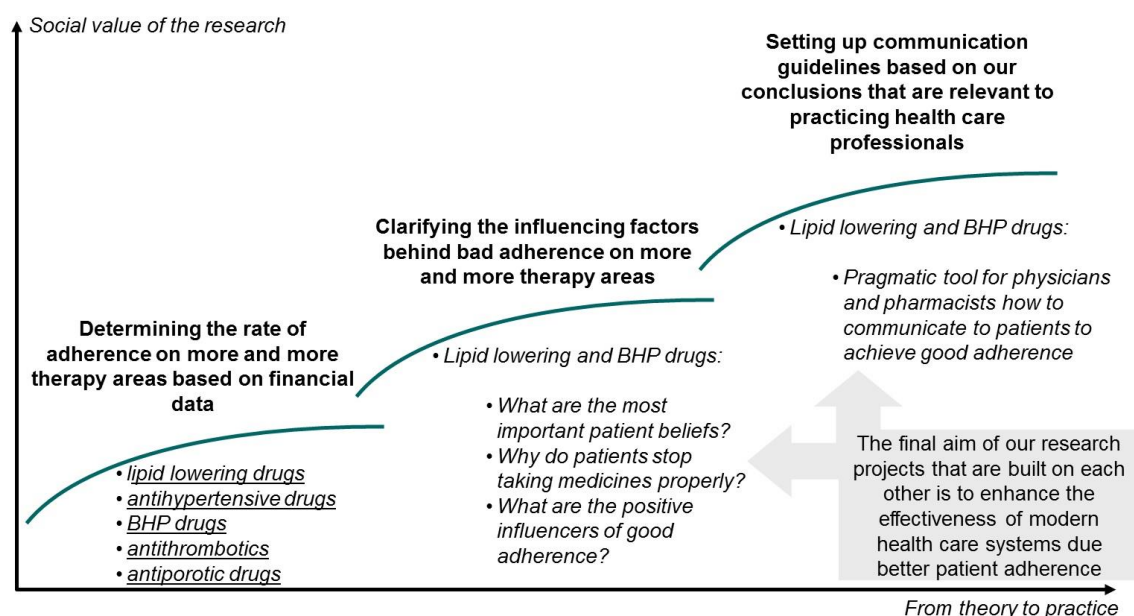 Social value of the research
Setting up communication
guidelines based on our
conclusions that are relevant to
practicing health care
professionals
Clarifying the influencing factors
behind bad adherence on more
and more therapy areas
• Lipid lowering and BHP drugs:
• Pragmatic tool for physicians
and pharmacists how to
communicate to patients to
achieve good adherence
Determining the rate of
adherence on more and more
therapy areas based on financial
data
• Lipid lowering and BHP drugs:
• What are the most
important patient beliefs?
• Why do patients stop
taking medicines properly?
• What are the positive
influencers of good
adherence?
• lipid lowering drugs
• antihypertensive drugs
• BHP drugs
• antithrombotics
• antiporotic drugs
The final aim of our research
projects that are built on each
other is to enhance the
effectiveness of modern
health care systems due
better patient adherence
From theory to practice